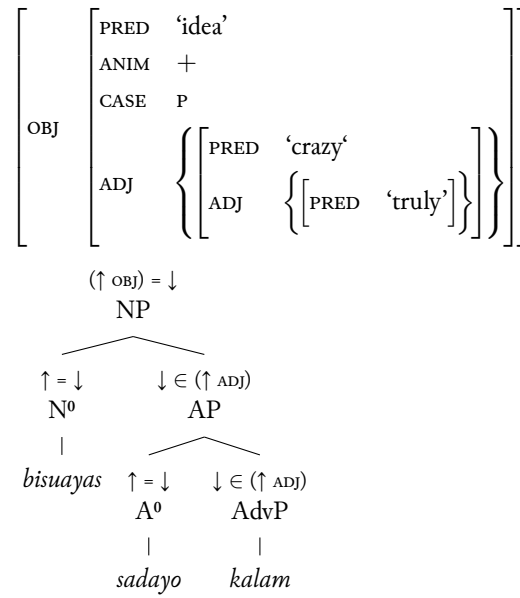 PRED ‘idea’
ANIM +
CASE P
OBJ
PRED ‘crazy‘
ADJ
ADJ { [ PRED ‘truly’ ] }
(↑ OBJ) = ↓
NP
↑ = ↓ ↓ ∈ (↑ ADJ)
N⁰ AP
bisuayas ↑ = ↓ ↓ ∈ (↑ ADJ)
A⁰ AdvP
sadayo kalam